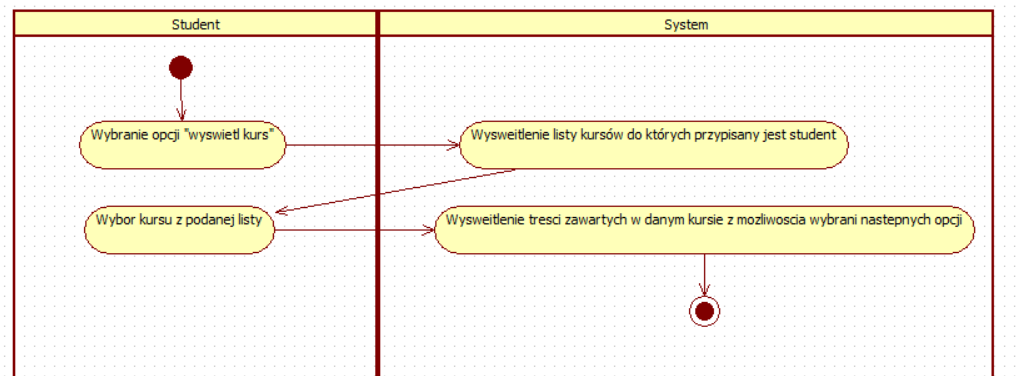 Student
System
Wybranie opcji "wyswietl kurs"
Wysweitlenie listy kursów do których przypisany jest student
Wybor kursu z podanej listy
Wysweitlenie tresci zawartych w danym kursie z mozliwoscia wybrani nastepnych opcji